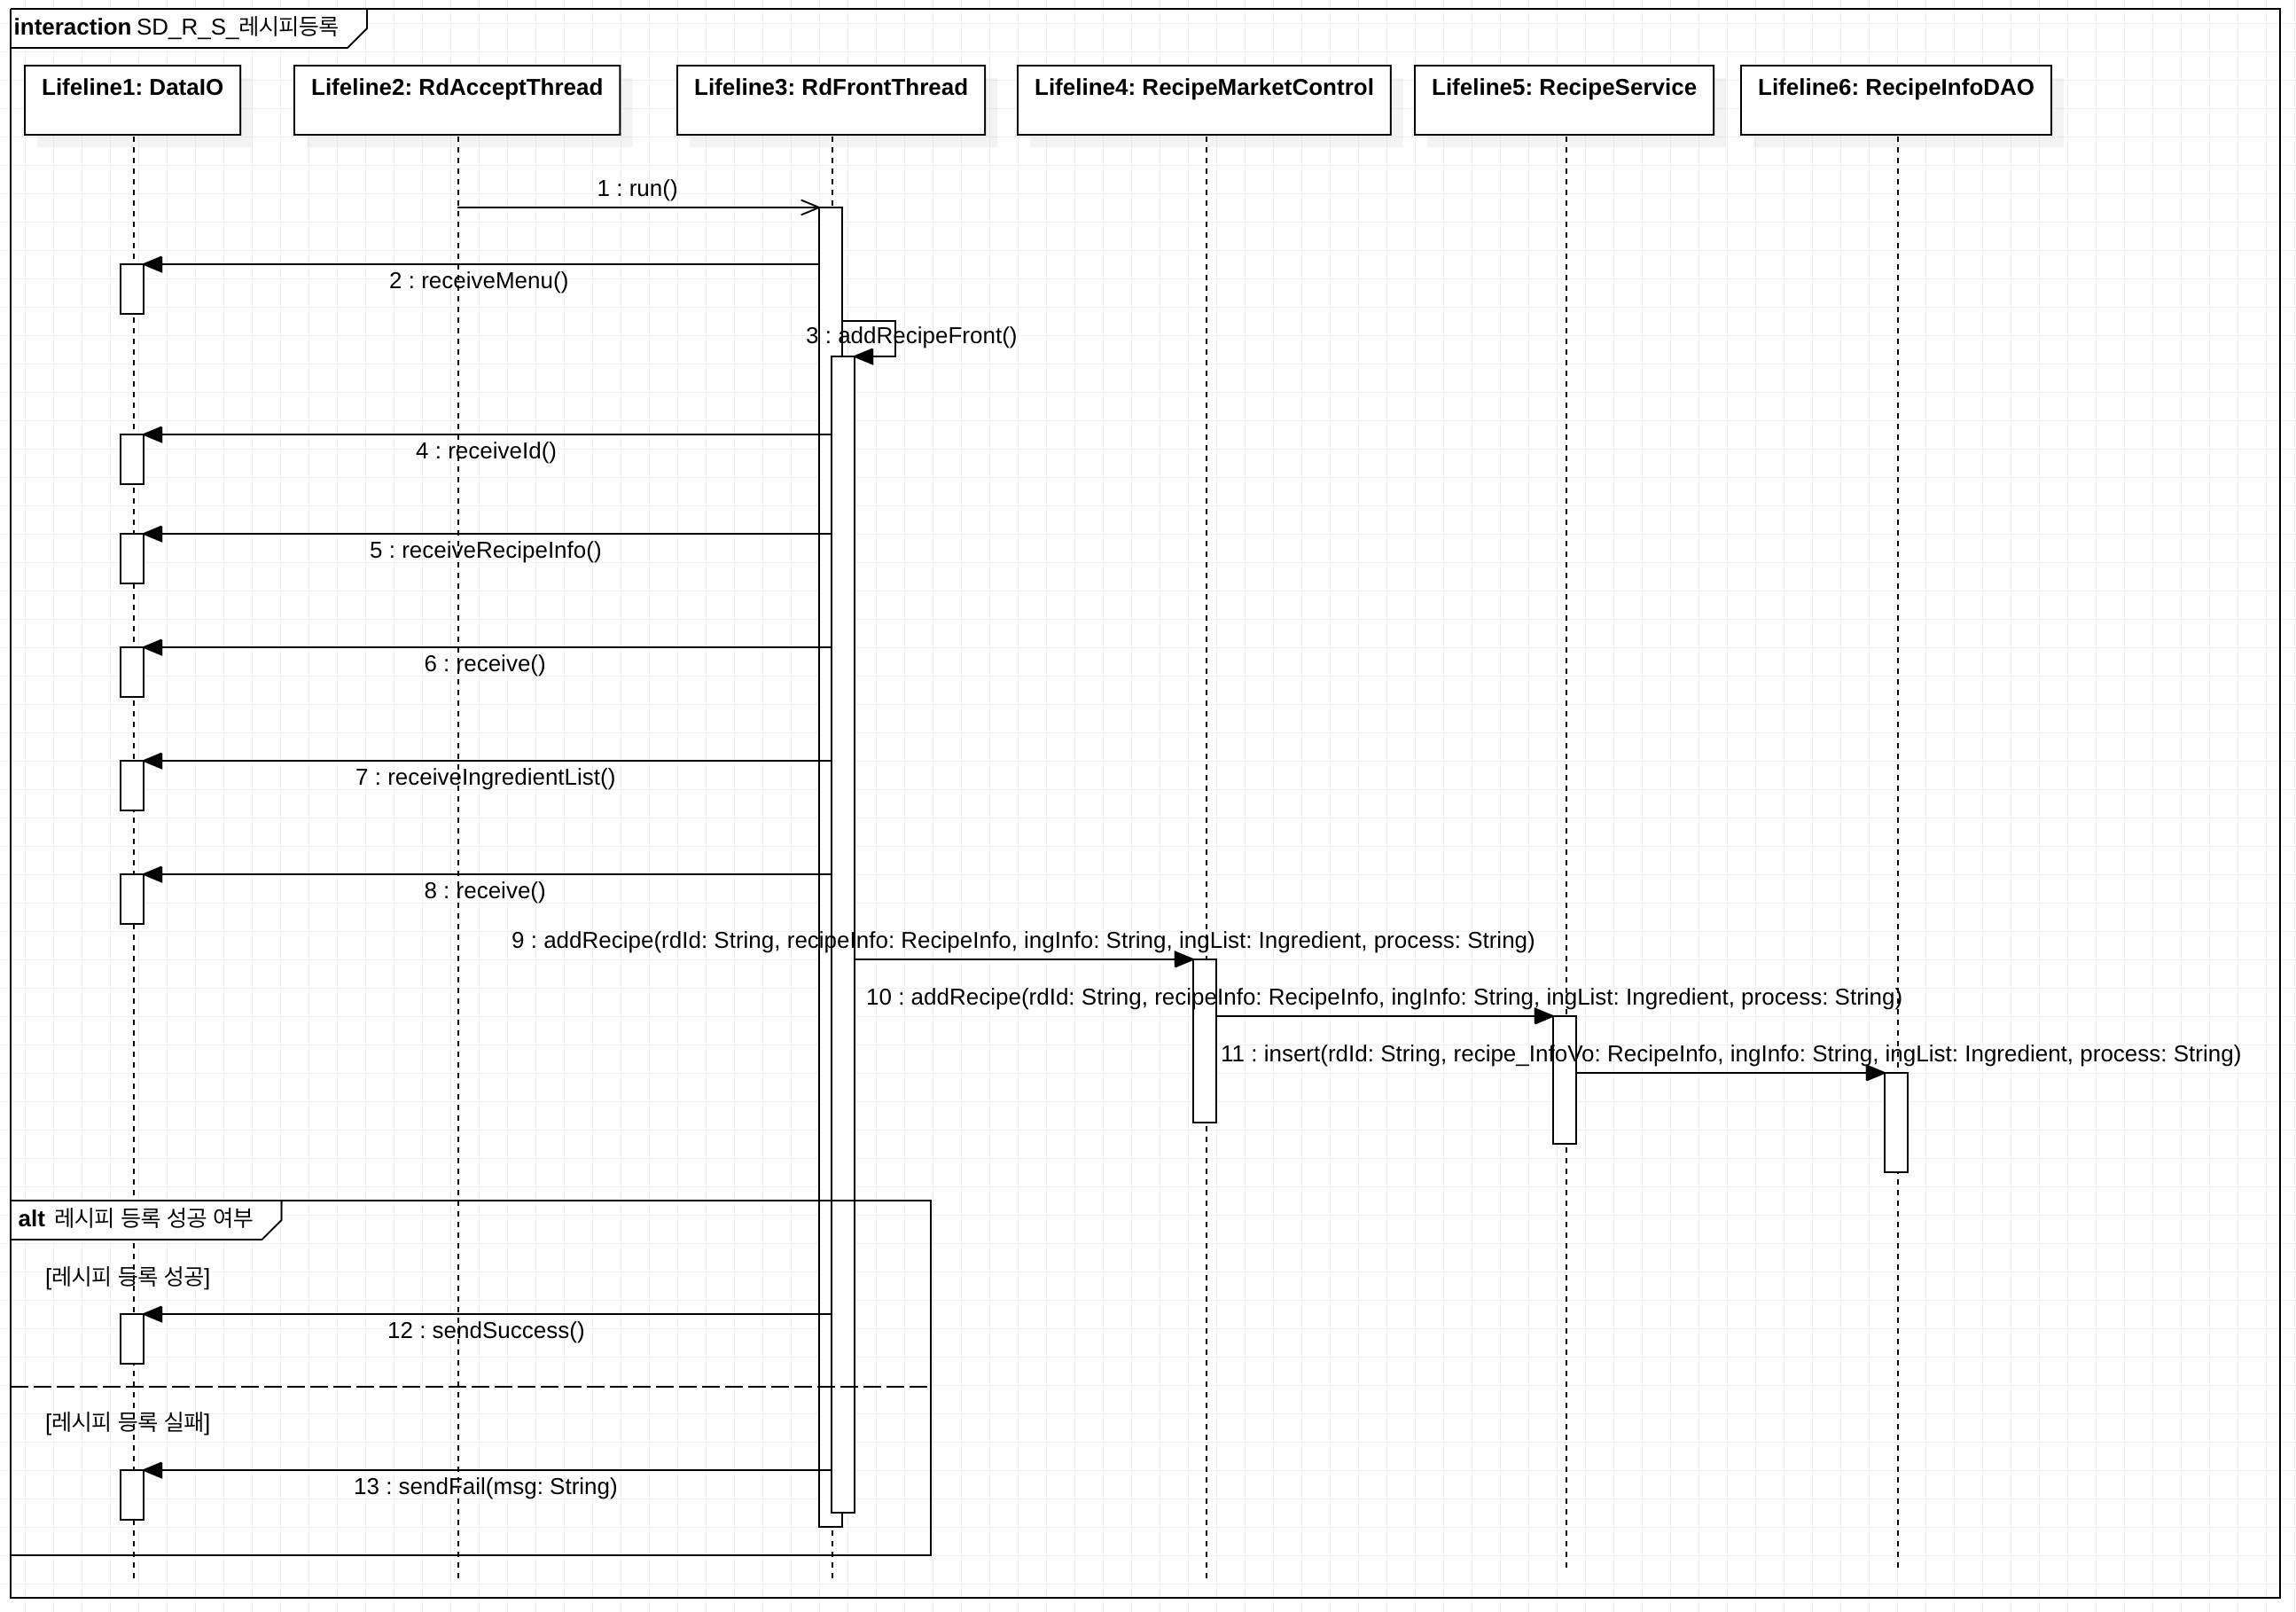 interaction SD_R_S_레시피등록
Lifeline1: DataIO
Lifeline2: RdAcceptThread
Lifeline3: RdFrontThread
Lifeline4: RecipeMarketControl
Lifeline5: RecipeService
Lifeline6: RecipeInfoDAO
1 : run()
2 : receiveMenu()
3 : addRecipeFront()
4 : receiveId()
5 : receiveRecipeInfo()
6 : receive()
7 : receiveIngredientList()
8 : receive()
9 : addRecipe(rdId: String, recipeInfo: RecipeInfo, ingInfo: String, ingList: Ingredient, process: String)
10 : addRecipe(rdId: String, recipeInfo: RecipeInfo, ingInfo: String, ingList: Ingredient, process: String)
11 : insert(rdId: String, recipe_InfoVo: RecipeInfo, ingInfo: String, ingList: Ingredient, process: String)
alt 레시피 등록 성공 여부
[레시피 등록 성공]
12 : sendSuccess()
[레시피 등록 실패]
13 : sendFail(msg: String)